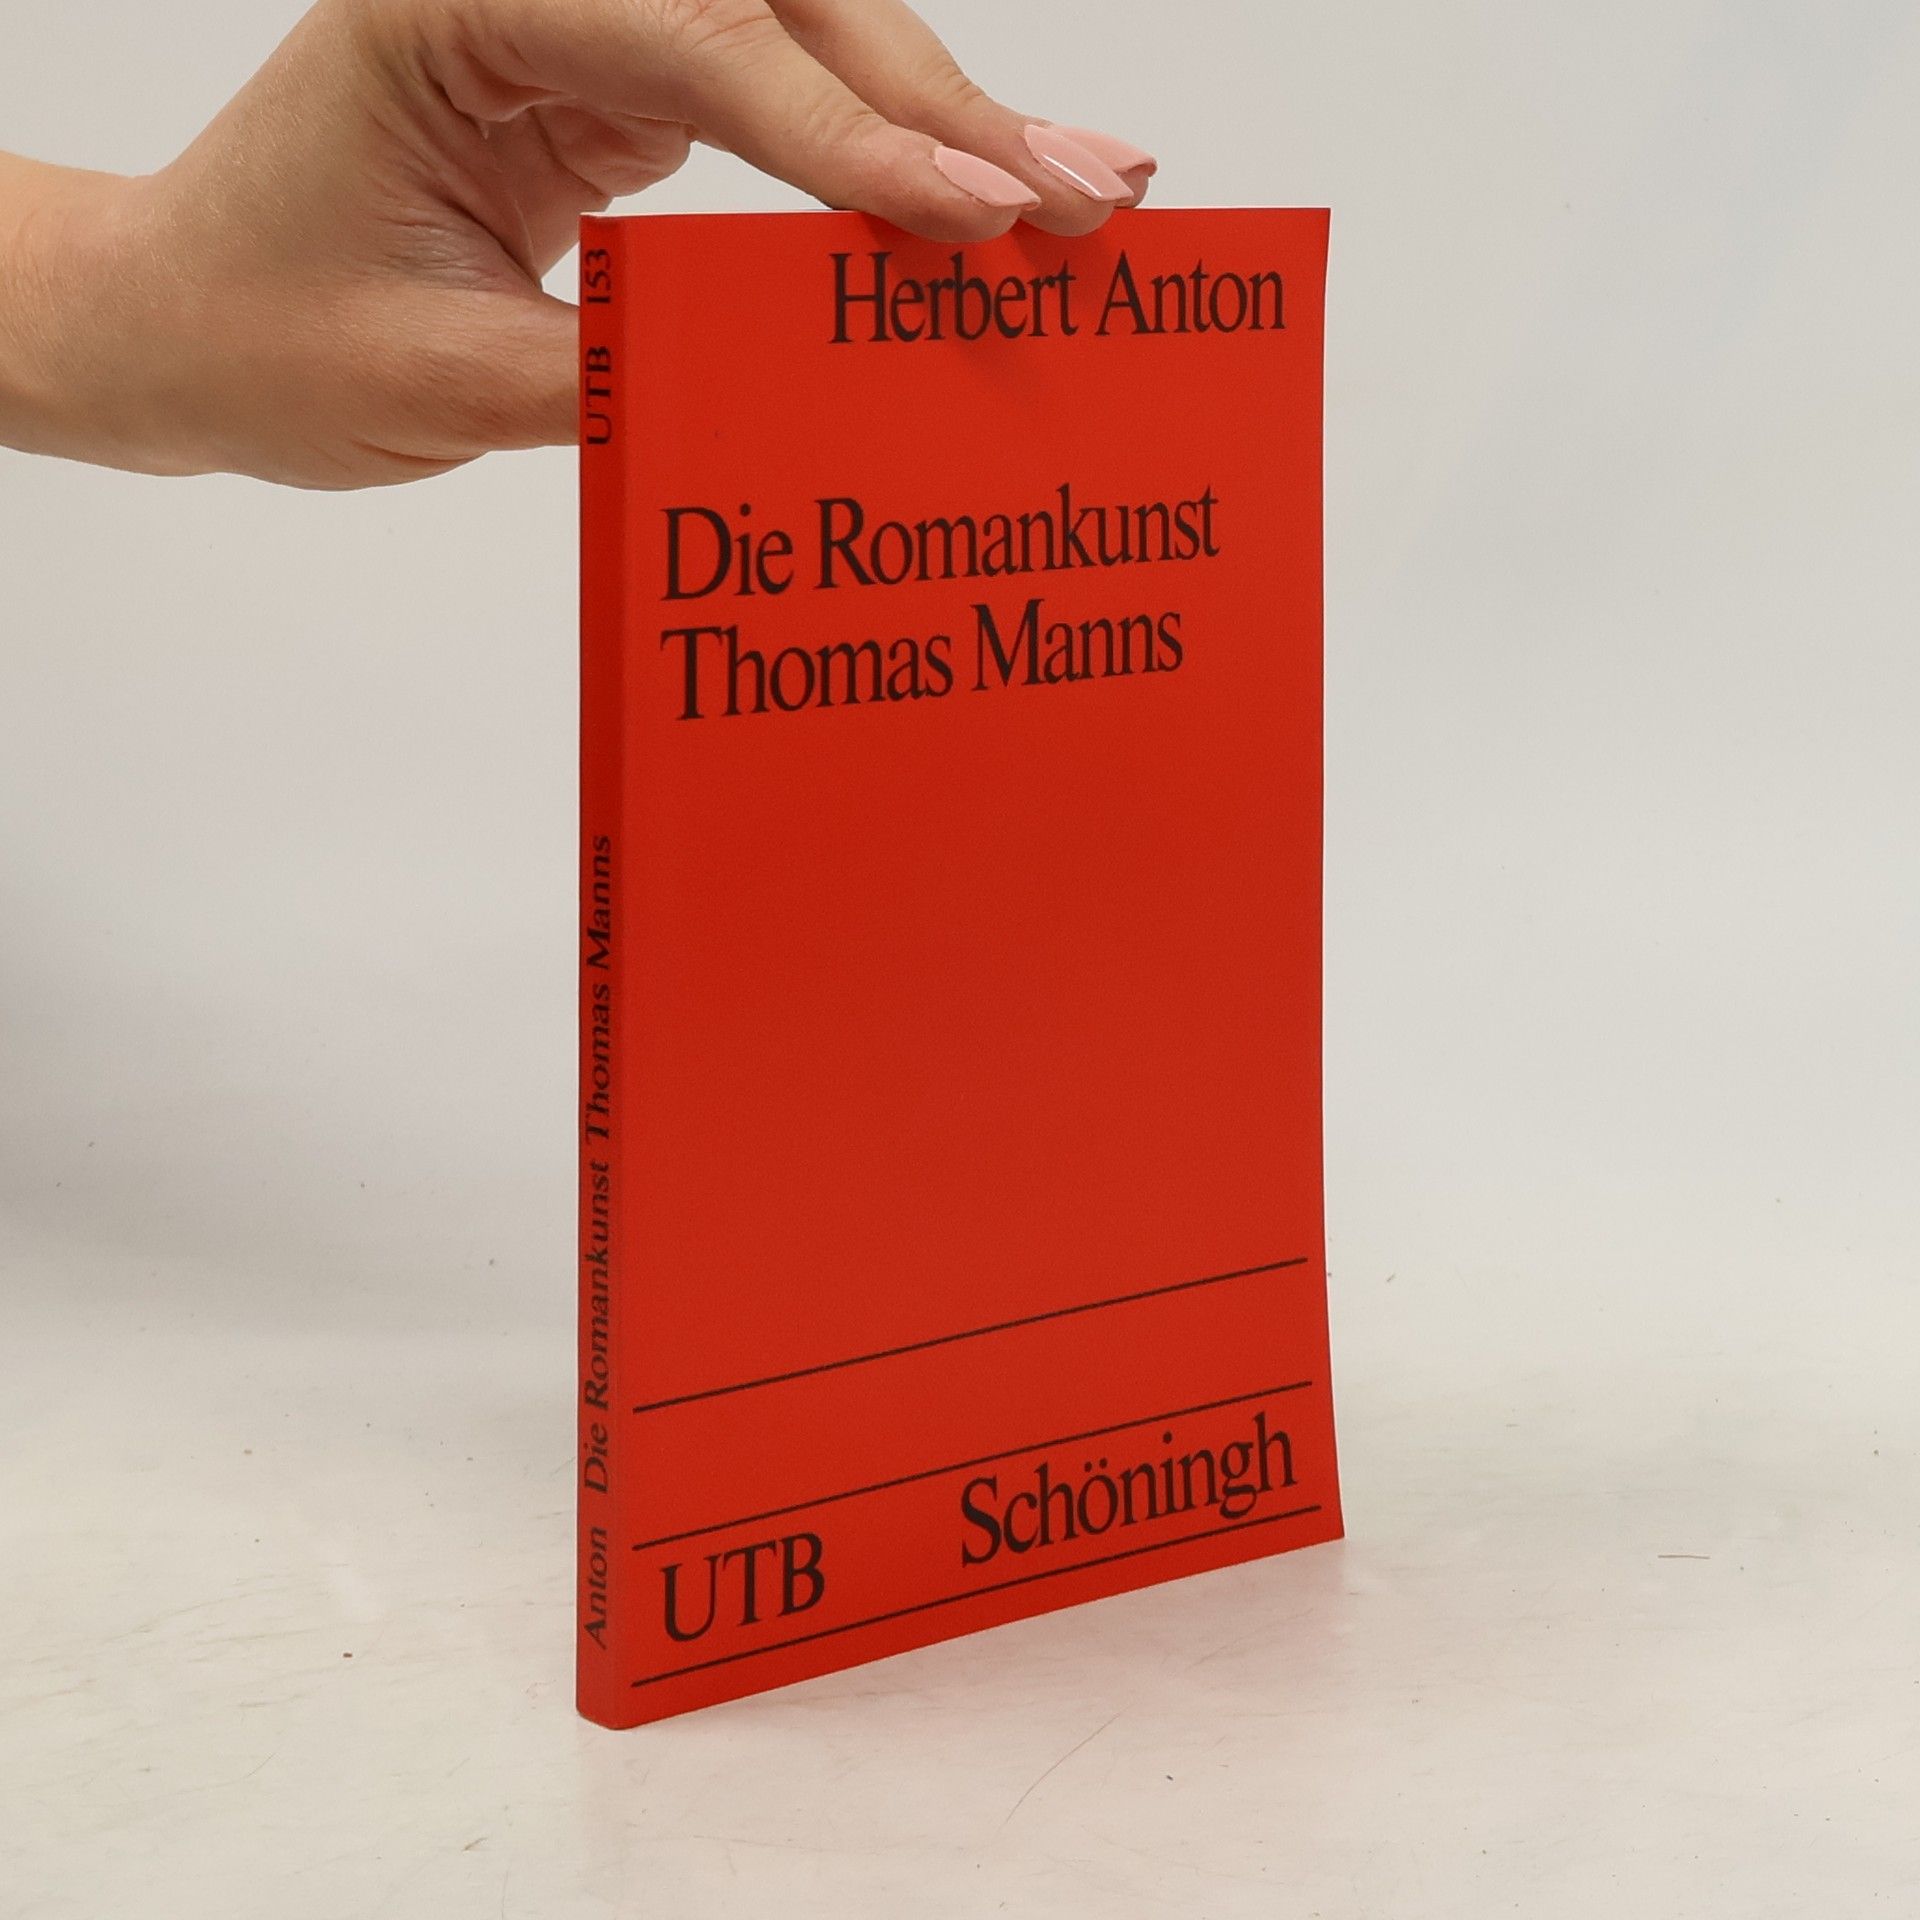 Herbert Anton
Die Romankunst
Thomas Manns
UTB Schöningh
Anton Die Romankunst Thomas Manns UTB 153